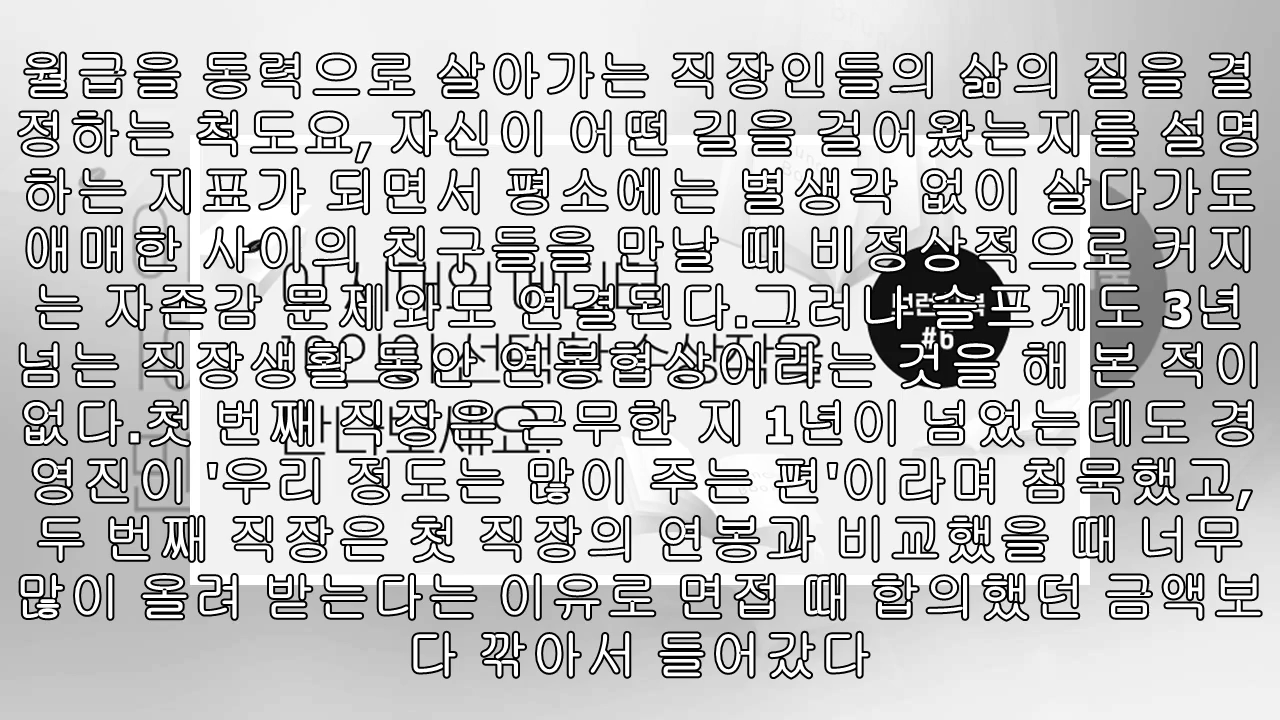 월급을 동력으로 살아가는 직장인들의 삶의 질을 결
정하는 척도요, 자신이 어떤 길을 걸어왔는지를 설명
하는 지표가 되면서 평소에는 별생각 없이 살다가도
애매한 사이의 친구들을 만날 때 비정상적으로 커지
는 자존감 문제와도 연결된다.그러나 슬프게도 3년
넘는 직장생활 동안 연봉협상이라는 것을 해 본 적이
없다.첫 번째 직장은 근무한 지 1년이 넘었는데도 경
영진이 '우리 정도는 많이 주는 편'이라며 침묵했고,
두 번째 직장은 첫 직장의 연봉과 비교했을 때 너무
많이 올려 받는다는 이유로 면접 때 합의했던 금액보
다 깎아서 들어갔다
#6